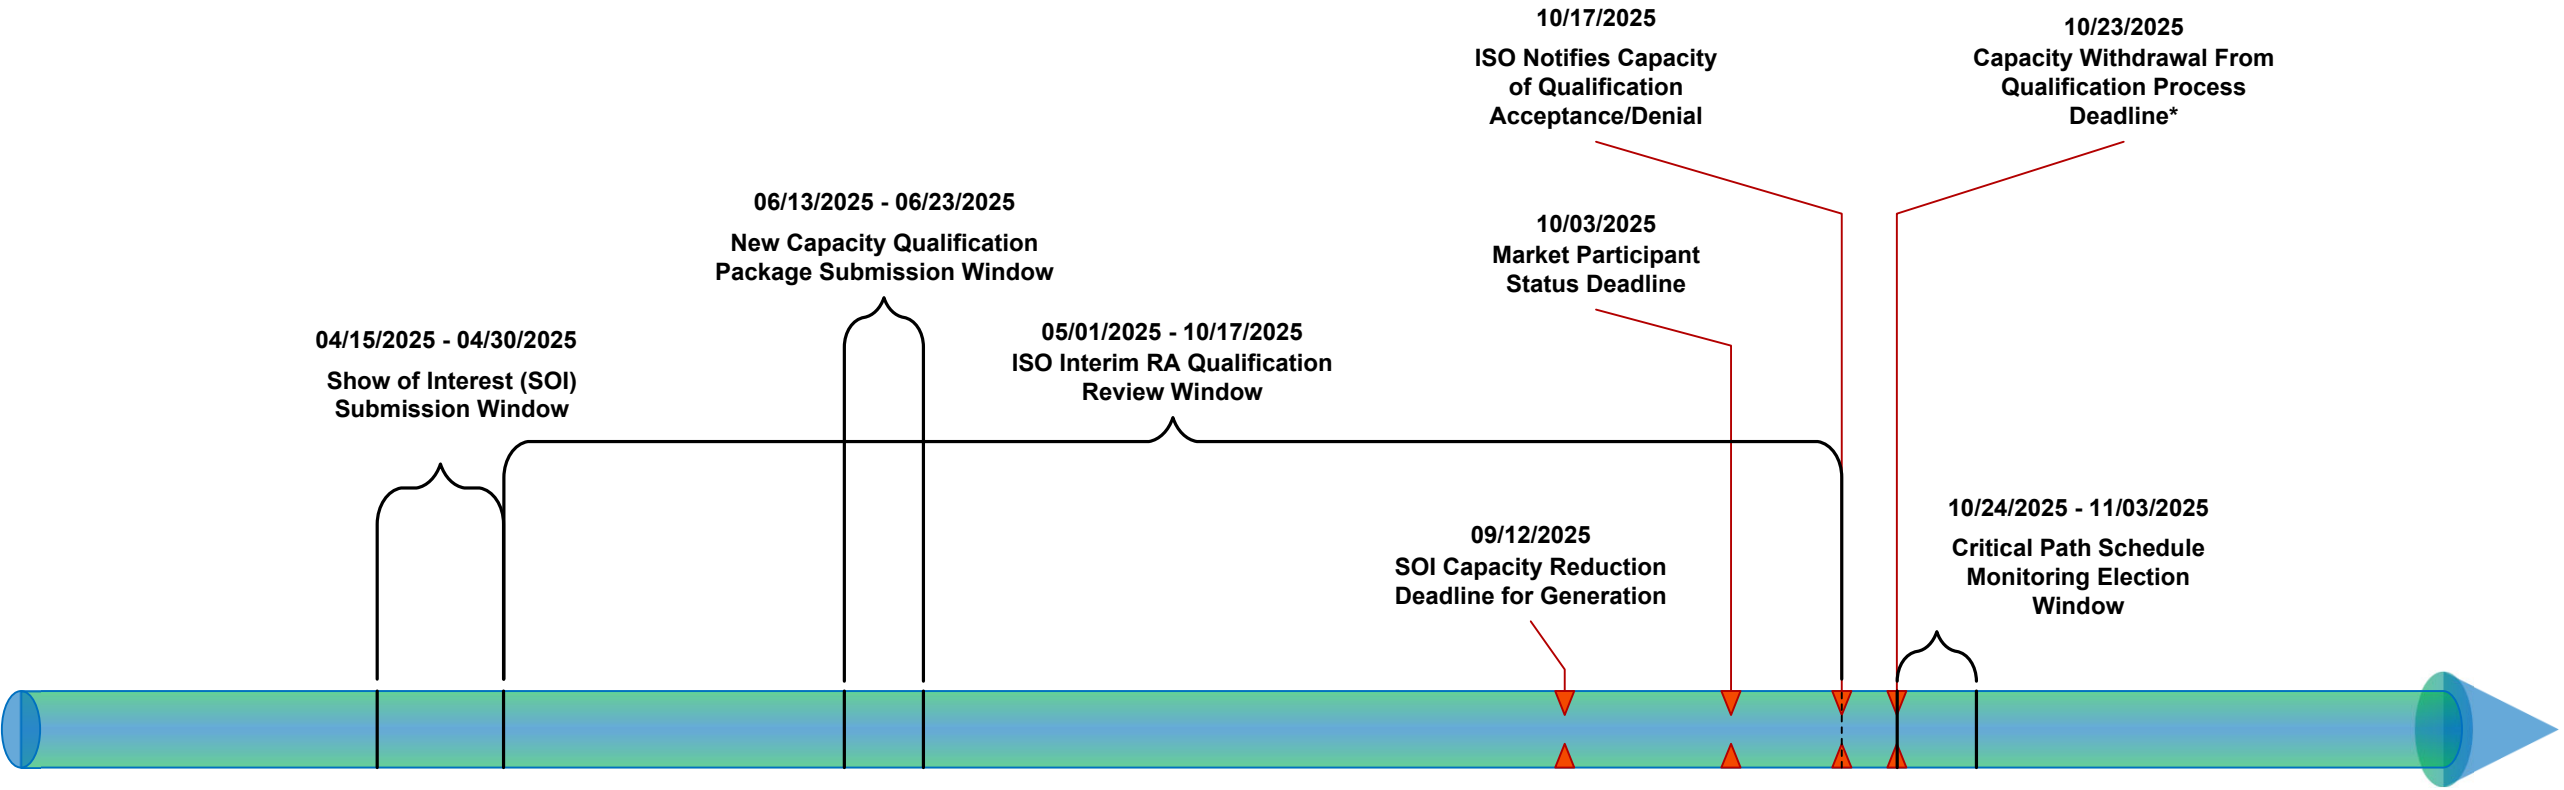 10/17/2025
ISO Notifies Capacity
of Qualification
Acceptance/Denial
10/23/2025
Capacity Withdrawal From
Qualification Process
Deadline*
06/13/2025 - 06/23/2025
New Capacity Qualification
Package Submission Window
10/03/2025
Market Participant
Status Deadline
04/15/2025 - 04/30/2025
Show of Interest (SOI)
Submission Window
05/01/2025 - 10/17/2025
ISO Interim RA Qualification
Review Window
09/12/2025
SOI Capacity Reduction
Deadline for Generation
10/24/2025 - 11/03/2025
Critical Path Schedule
Monitoring Election
Window